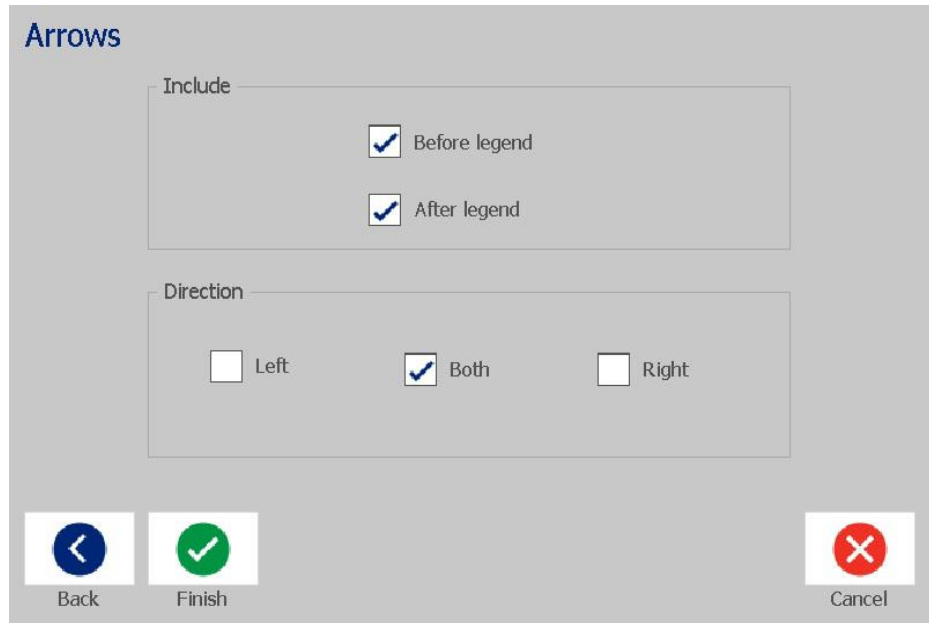 Arrows
Include
Before legend
After legend
Direction
Left Both Right
Back Finish Cancel